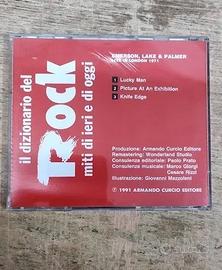 il dizionario del
Rock
miti di ieri e di oggi
EMERSON, LAKE & PALMER
LIVE IN LONDON 1971
1 Lucky Man
2 Picture At An Exhibition
3 Knife Edge
Produzione: Armando Curcio Editore
Remastering: Wonderland Studio
Consulenza editoriale: Paolo Prato
Consulenza musicale: Marco Giorgi
Cesare Rizzi
Illustrazione: Giovanni Mazzoleni
℗ 1991 ARMANDO CURCIO EDITORE